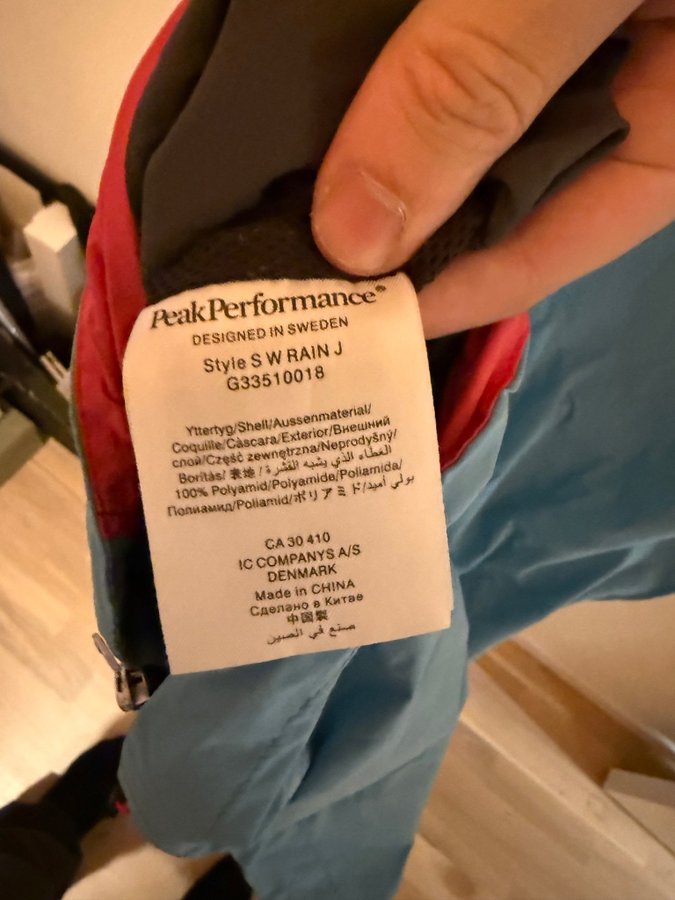 PeakPerformance®
DESIGNED IN SWEDEN
Style S W RAIN J
G33510018
Yttertyg/Shell/Aussenmaterial/
Coquille/Càscara/Exterior/Внешний
слой/Część zewnętrzna/Neprodyšný/
Boritás/ 表地 / الغطاء الذي يشبه القشرة
100% Polyamid/Polyamide/Poliamida/
Полиамид/Poliamid/ポリアミド/بولي أميد
CA 30 410
IC COMPANYS A/S
DENMARK
Made in CHINA
Сделано в Китае
中国製
صنع في الصين